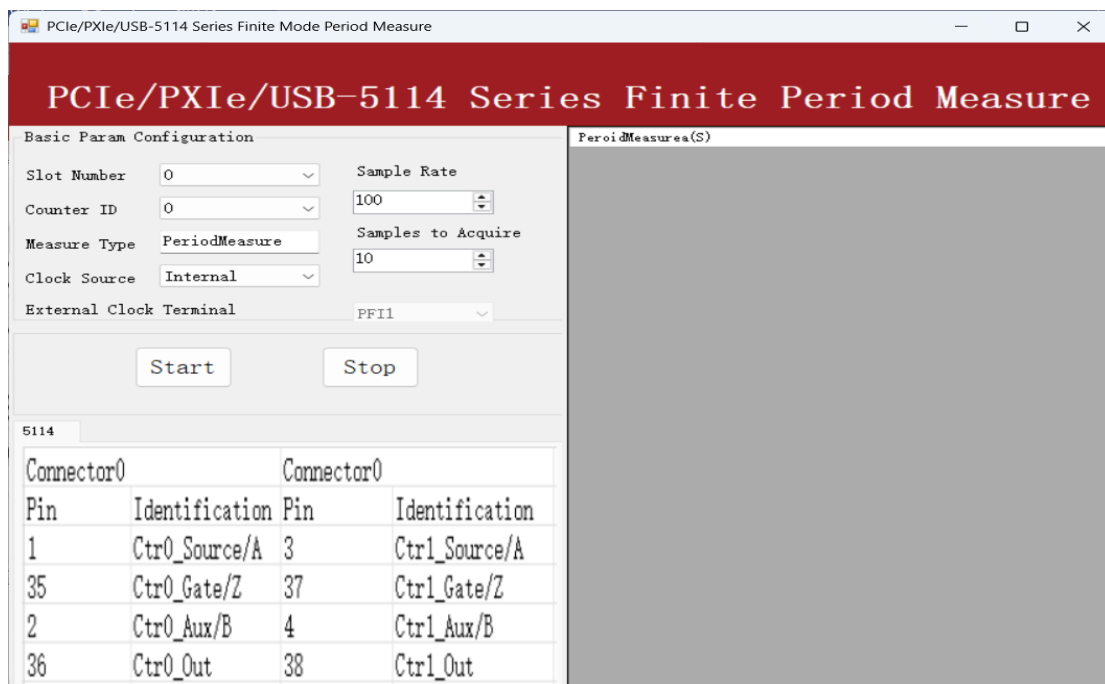 PCIe/PXIe/USB-5114 Series Finite Mode Period Measure
PCIe/PXIe/USB-5114 Series Finite Period Measure
Basic Param Configuration
Slot Number 0
Counter ID 0
Measure Type PeriodMeasure
Clock Source Internal
External Clock Terminal PFI1
Sample Rate
100
Samples to Acquire
10
Start Stop
5114
Connector0 Connector0
Pin Identification Pin Identification
1 Ctr0_Source/A 3 Ctr1_Source/A
35 Ctr0_Gate/Z 37 Ctr1_Gate/Z
2 Ctr0_Aux/B 4 Ctr1_Aux/B
36 Ctr0_Out 38 Ctr1_Out
PeroidMeasurea(S)